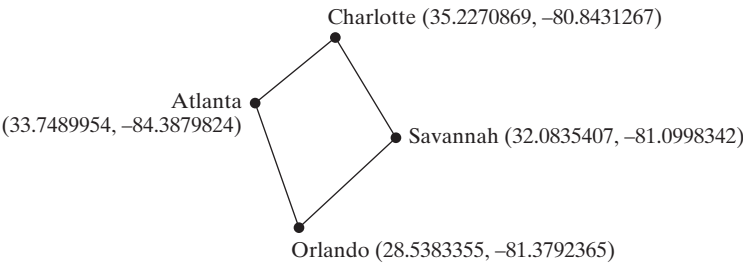 Charlotte (35.2270869, –80.8431267)
Atlanta
(33.7489954, –84.3879824)
Savannah (32.0835407, –81.0998342)
Orlando (28.5383355, –81.3792365)